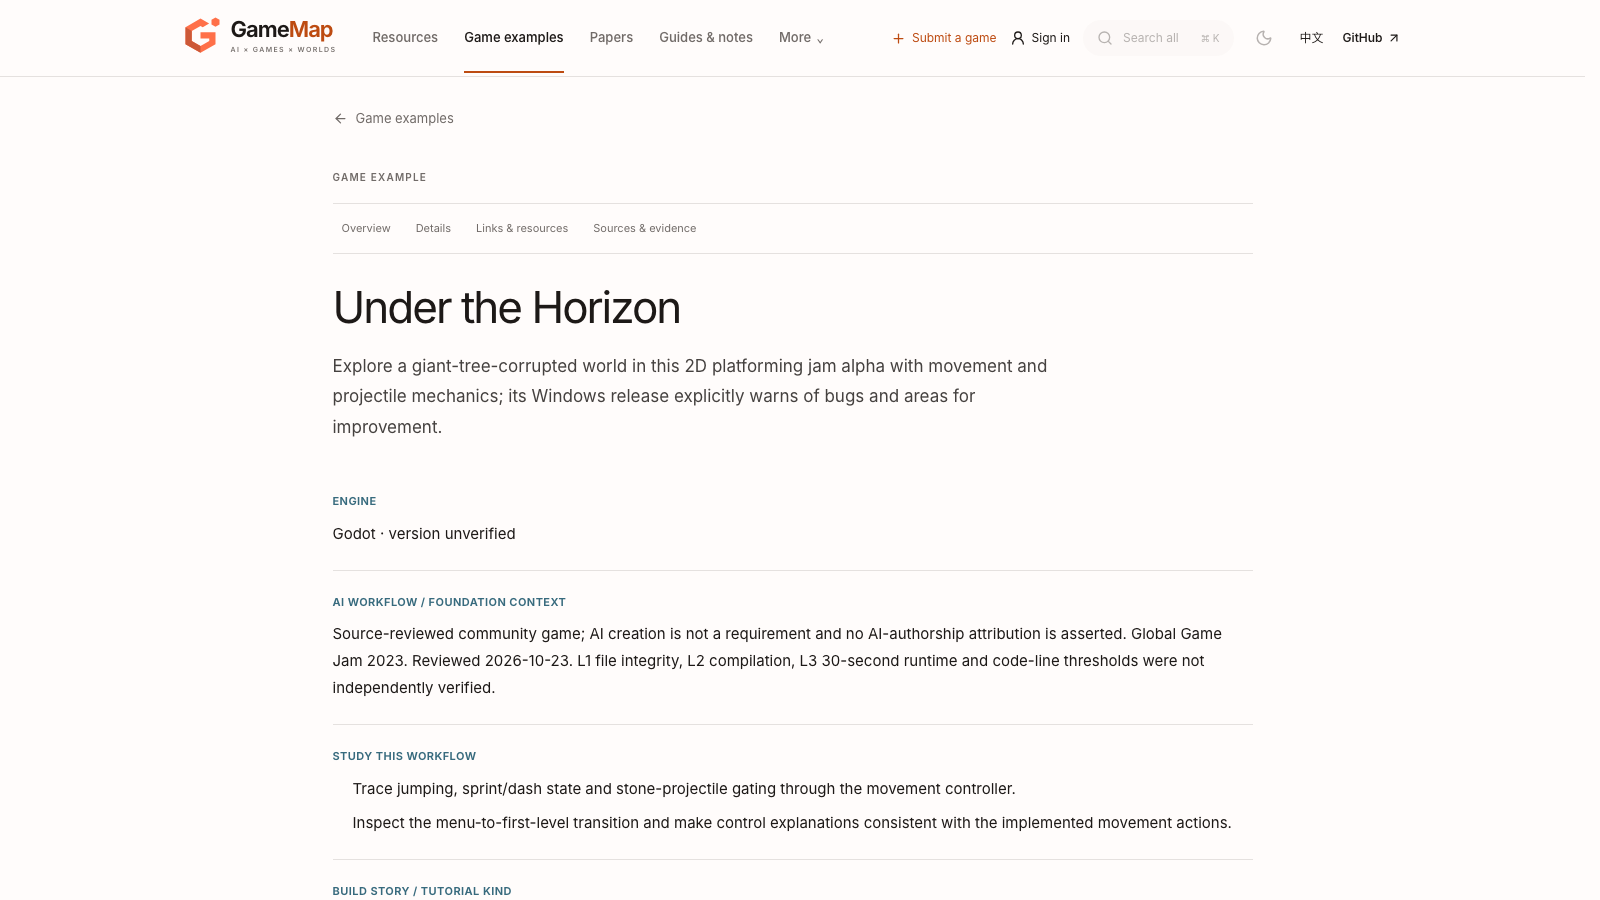 GameMap
AI × GAMES × WORLDS
Resources
Game examples
Papers
Guides & notes
More
Submit a game
Sign in
Search all
⌘ K
中文
GitHub
Game examples
GAME EXAMPLE
Overview
Details
Links & resources
Sources & evidence
Under the Horizon
Explore a giant-tree-corrupted world in this 2D platforming jam alpha with movement and
projectile mechanics; its Windows release explicitly warns of bugs and areas for
improvement.
ENGINE
Godot · version unverified
AI WORKFLOW / FOUNDATION CONTEXT
Source-reviewed community game; AI creation is not a requirement and no AI-authorship attribution is asserted. Global Game
Jam 2023. Reviewed 2026-10-23. L1 file integrity, L2 compilation, L3 30-second runtime and code-line thresholds were not
independently verified.
STUDY THIS WORKFLOW
Trace jumping, sprint/dash state and stone-projectile gating through the movement controller.
Inspect the menu-to-first-level transition and make control explanations consistent with the implemented movement actions.
BUILD STORY / TUTORIAL KIND